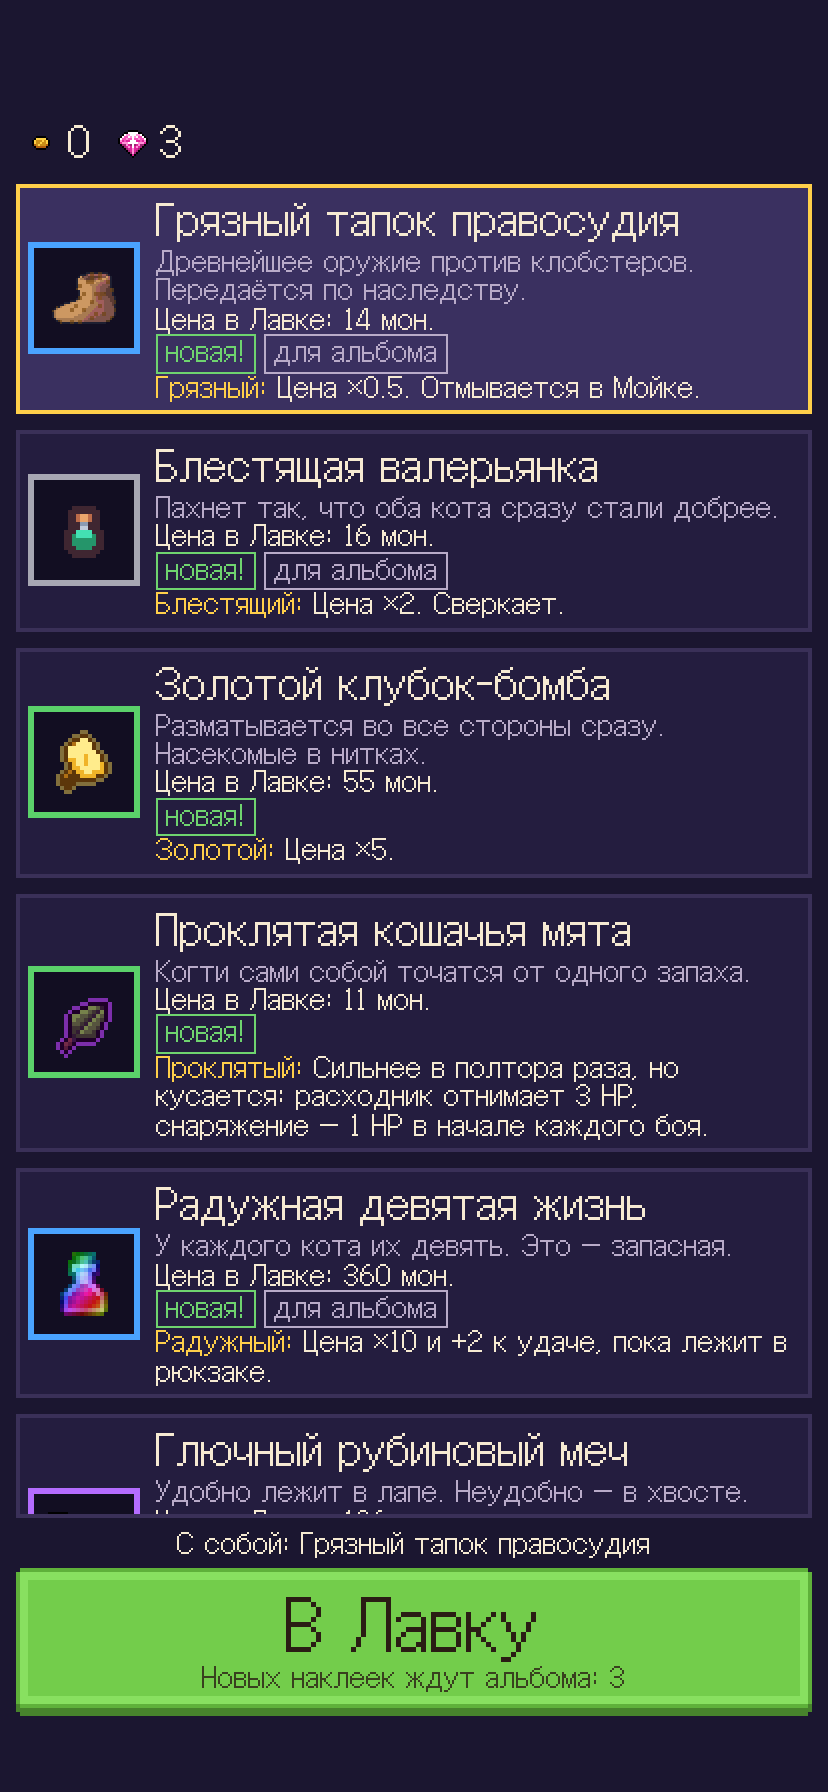 0 3
Грязный тапок правосудия
Древнейшее оружие против клобстеров.
Передаётся по наследству.
Цена в Лавке: 14 мон.
новая! для альбома
Грязный: Цена ×0.5. Отмывается в Мойке.
Блестящая валерьянка
Пахнет так, что оба кота сразу стали добрее.
Цена в Лавке: 16 мон.
новая! для альбома
Блестящий: Цена ×2. Сверкает.
Золотой клубок-бомба
Разматывается во все стороны сразу.
Насекомые в нитках.
Цена в Лавке: 55 мон.
новая!
Золотой: Цена ×5.
Проклятая кошачья мята
Когти сами собой точатся от одного запаха.
Цена в Лавке: 11 мон.
новая!
Проклятый: Сильнее в полтора раза, но
кусается: расходник отнимает 3 HP,
снаряжение — 1 HP в начале каждого боя.
Радужная девятая жизнь
У каждого кота их девять. Это — запасная.
Цена в Лавке: 360 мон.
новая! для альбома
Радужный: Цена ×10 и +2 к удаче, пока лежит в
рюкзаке.
Глючный рубиновый меч
Удобно лежит в лапе. Неудобно — в хвосте.
С собой: Грязный тапок правосудия
В Лавку
Новых наклеек ждут альбома: 3